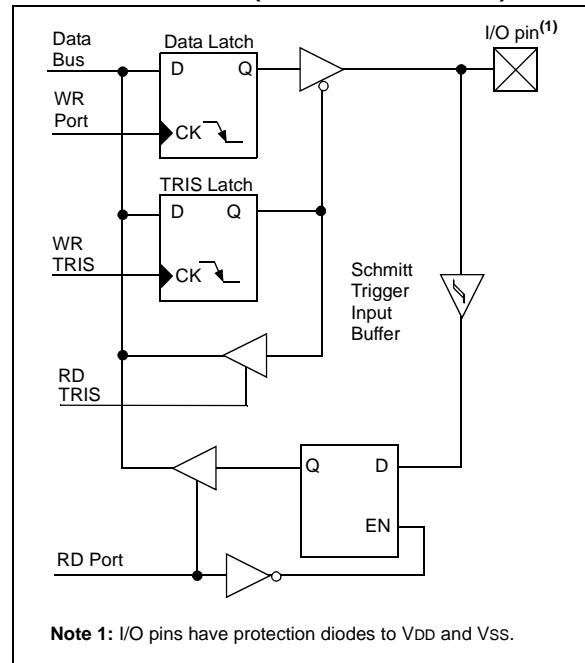 I/O pin(1)
Data
Bus
Data Latch
D
Q
WR
Port
CK
TRIS Latch
D
Q
WR
TRIS
CK
Schmitt
Trigger
Input
Buffer
RD
TRIS
Q
D
EN
RD Port
Note 1: I/O pins have protection diodes to VDD and VSS.